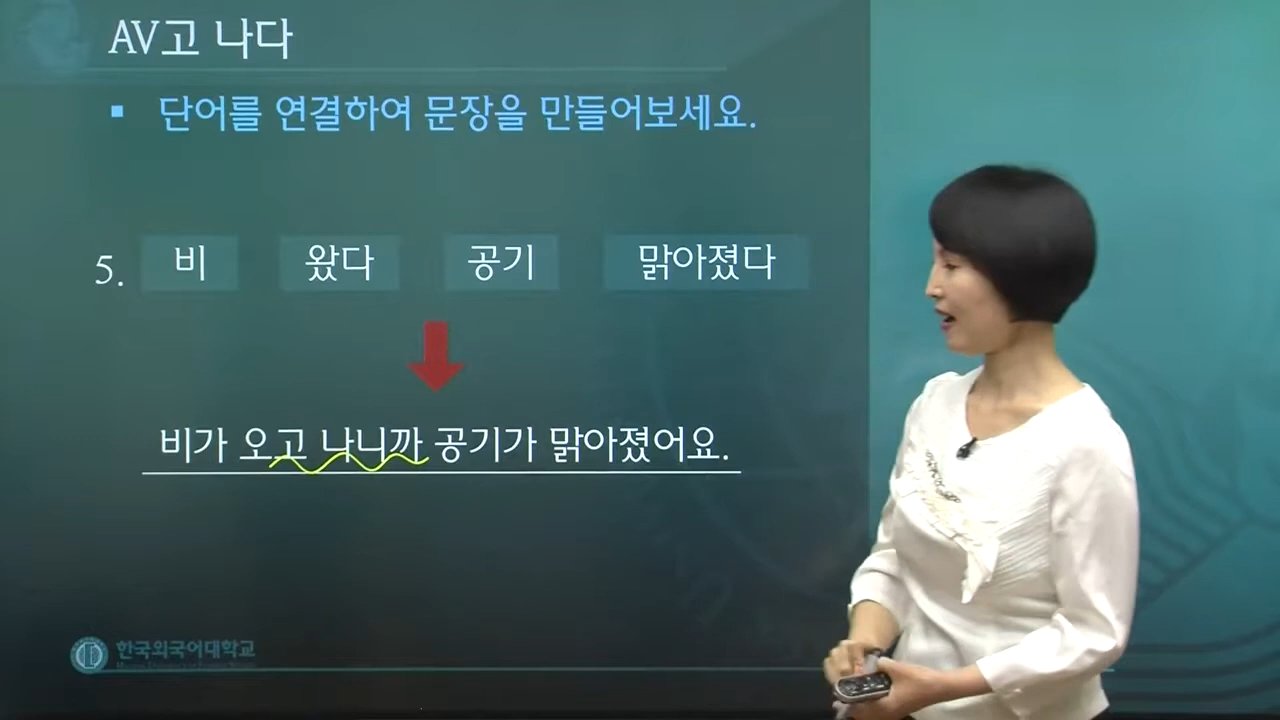 AV고 나다
▪ 단어를 연결하여 문장을 만들어보세요.
5. 비 왔다 공기 맑아졌다
비가 오고 나니까 공기가 맑아졌어요.
한국외국어대학교